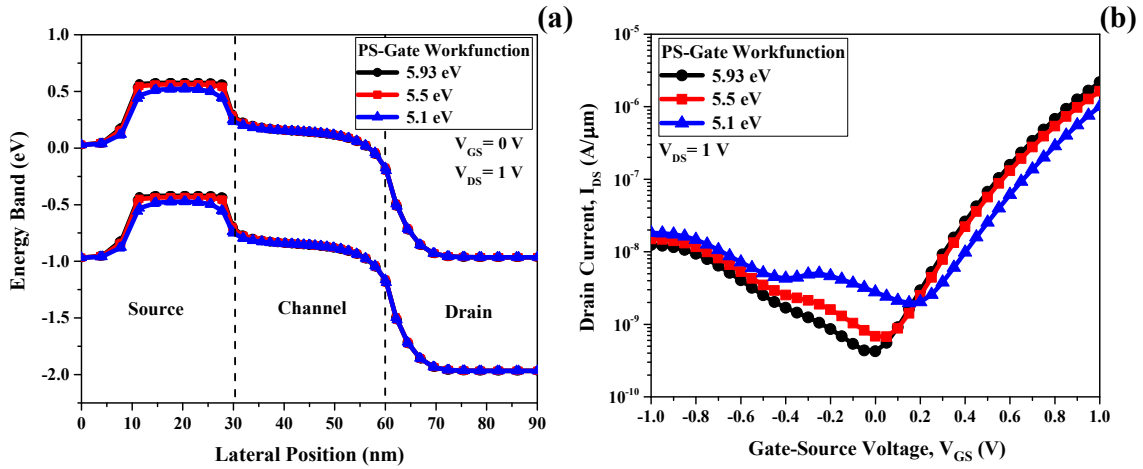 (a)
1.0
0.5
0.0
-0.5
-1.0
-1.5
-2.0
Energy Band (eV)
PS-Gate Workfunction
5.93 eV
5.5 eV
5.1 eV
V_GS= 0 V
V_DS= 1 V
Source
Channel
Drain
0 10 20 30 40 50 60 70 80 90
Lateral Position (nm)
(b)
10⁻⁵
10⁻⁶
10⁻⁷
10⁻⁸
10⁻⁹
10⁻¹⁰
Drain Current, I_DS (A/μm)
PS-Gate Workfunction
5.93 eV
5.5 eV
5.1 eV
V_DS= 1 V
-1.0 -0.8 -0.6 -0.4 -0.2 0.0 0.2 0.4 0.6 0.8 1.0
Gate-Source Voltage, V_GS (V)